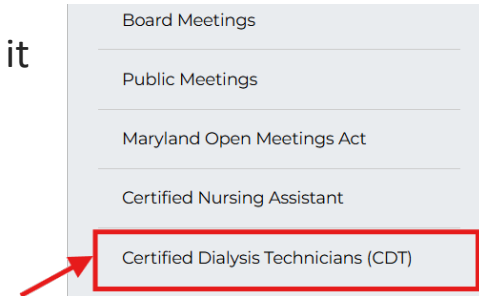 it
Board Meetings
Public Meetings
Maryland Open Meetings Act
Certified Nursing Assistant
Certified Dialysis Technicians (CDT)